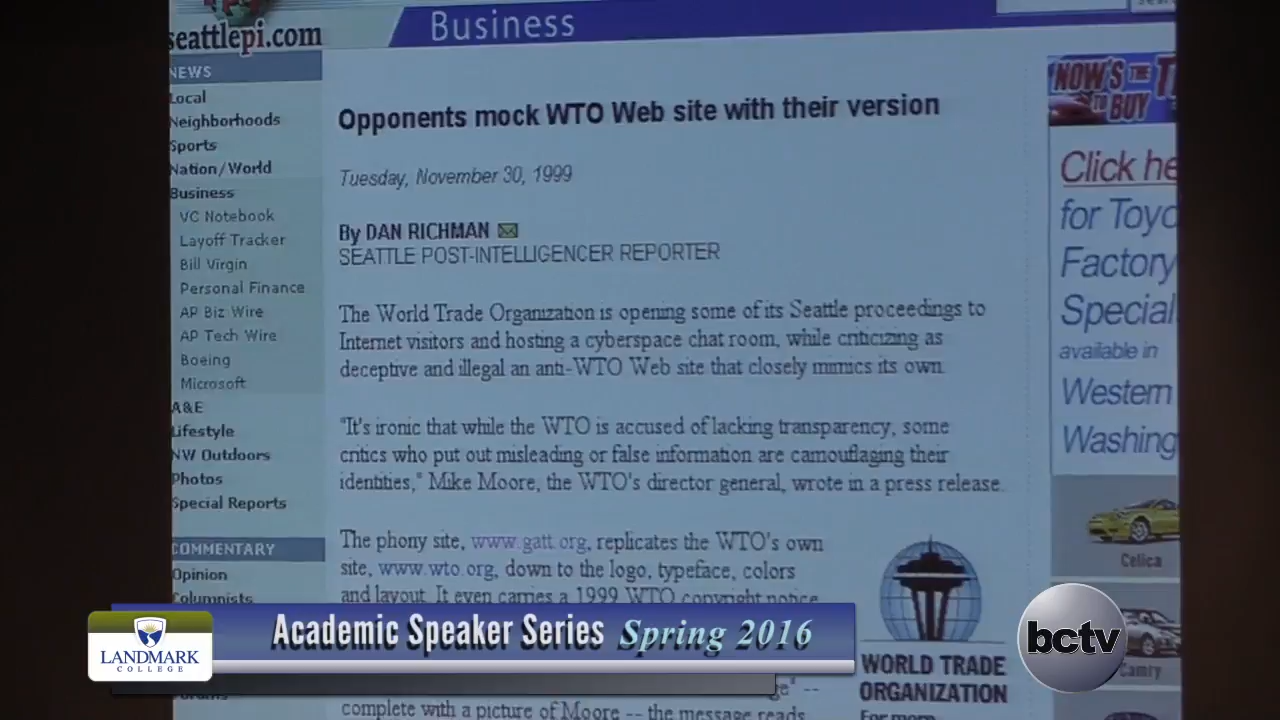 seattlepi.com
Business
NEWS
Local
Neighborhoods
Sports
Nation/World
Business
VC Notebook
Layoff Tracker
Bill Virgin
Personal Finance
AP Biz Wire
AP Tech Wire
Boeing
Microsoft
A&E
Lifestyle
NW Outdoors
Photos
Special Reports
COMMENTARY
Opinion
Columnists
Opponents mock WTO Web site with their version
Tuesday, November 30, 1999
By DAN RICHMAN
SEATTLE POST-INTELLIGENCER REPORTER
The World Trade Organization is opening some of its Seattle proceedings to
Internet visitors and hosting a cyberspace chat room, while criticizing as
deceptive and illegal an anti-WTO Web site that closely mimics its own.
"It's ironic that while the WTO is accused of lacking transparency, some
critics who put out misleading or false information are camouflaging their
identities," Mike Moore, the WTO's director general, wrote in a press release.
The phony site, www.gatt.org, replicates the WTO's own
site, www.wto.org, down to the logo, typeface, colors
and layout. It even carries a 1999 WTO copyright notice
ge" --
complete with a picture of Moore -- the message reads
WORLD TRADE
ORGANIZATION
For more
NOW'S THE
TO BUY
Click he
for Toyo
Factory
Special
available in
Western
Washing
Celica
Camry
LANDMARK
COLLEGE
Academic Speaker Series Spring 2016
bctv